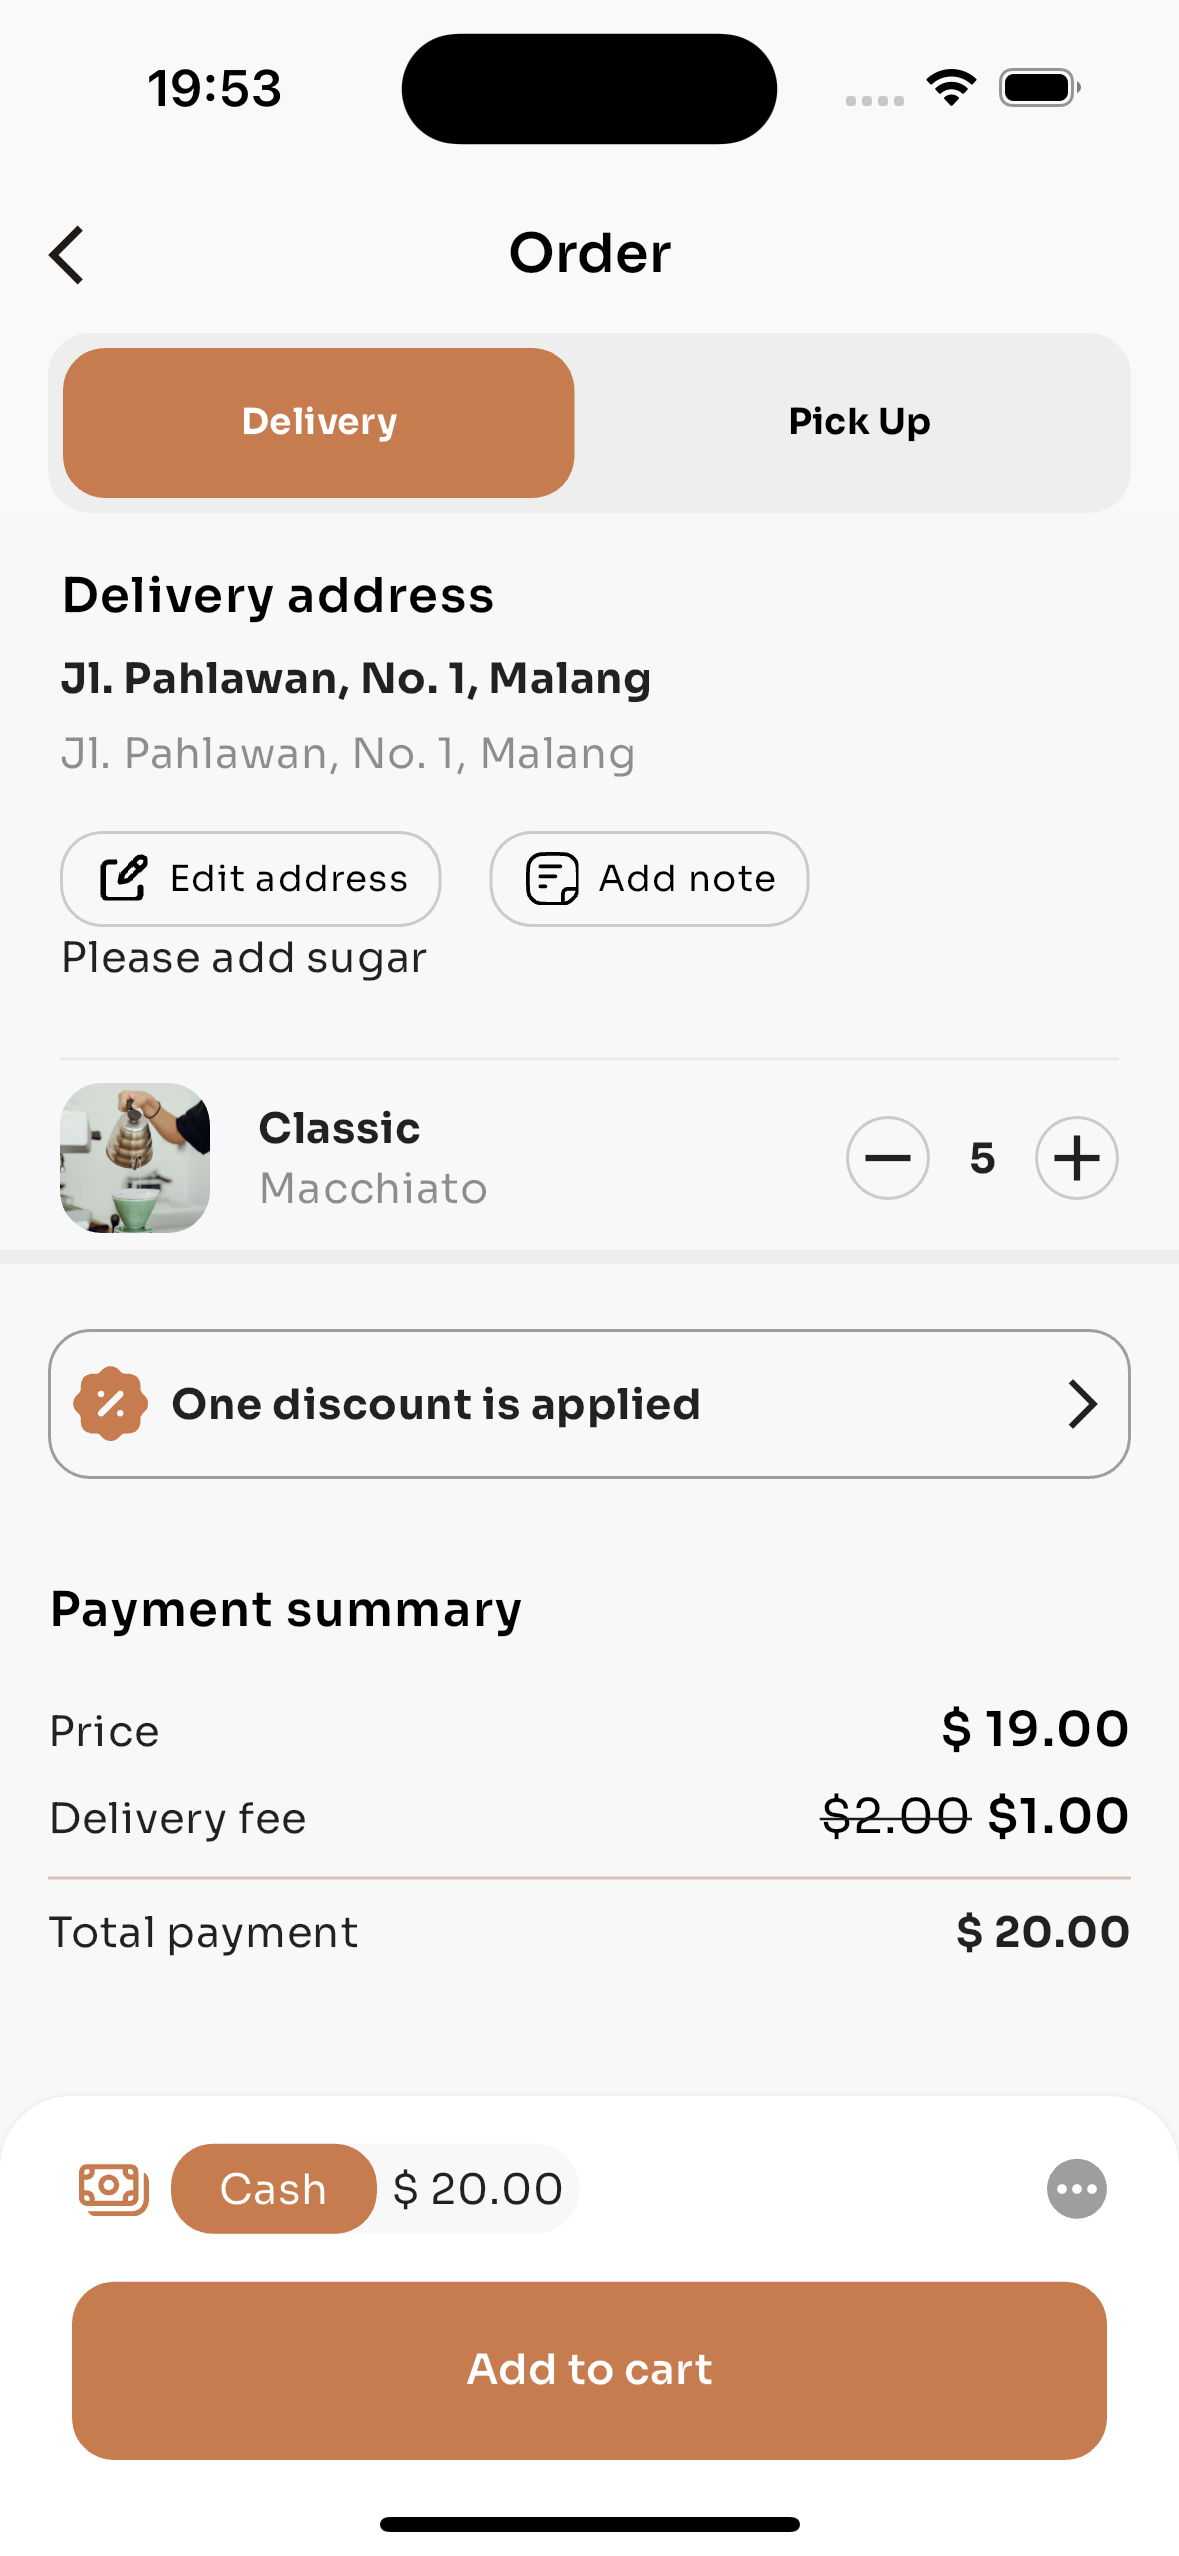 19:53
Order
Delivery
Pick Up
Delivery address
Jl. Pahlawan, No. 1, Malang
Jl. Pahlawan, No. 1, Malang
Edit address
Add note
Please add sugar
Classic
Macchiato
5
One discount is applied
Payment summary
Price
$ 19.00
Delivery fee
$2.00 $1.00
Total payment
$ 20.00
Cash
$ 20.00
Add to cart